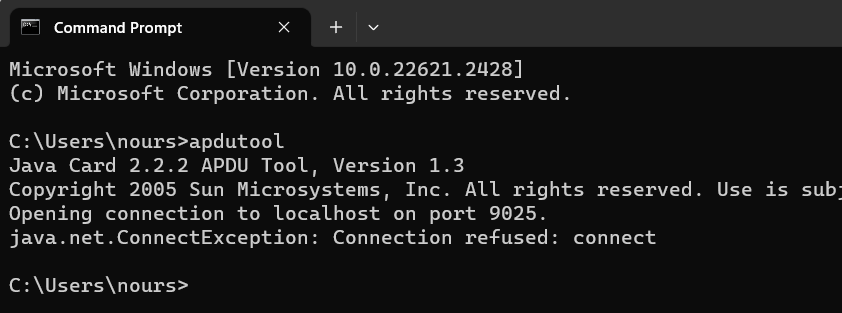 Command Prompt
Microsoft Windows [Version 10.0.22621.2428]
(c) Microsoft Corporation. All rights reserved.
C:\Users\nours>apdutool
Java Card 2.2.2 APDU Tool, Version 1.3
Copyright 2005 Sun Microsystems, Inc. All rights reserved. Use is subj
Opening connection to localhost on port 9025.
java.net.ConnectException: Connection refused: connect
C:\Users\nours>